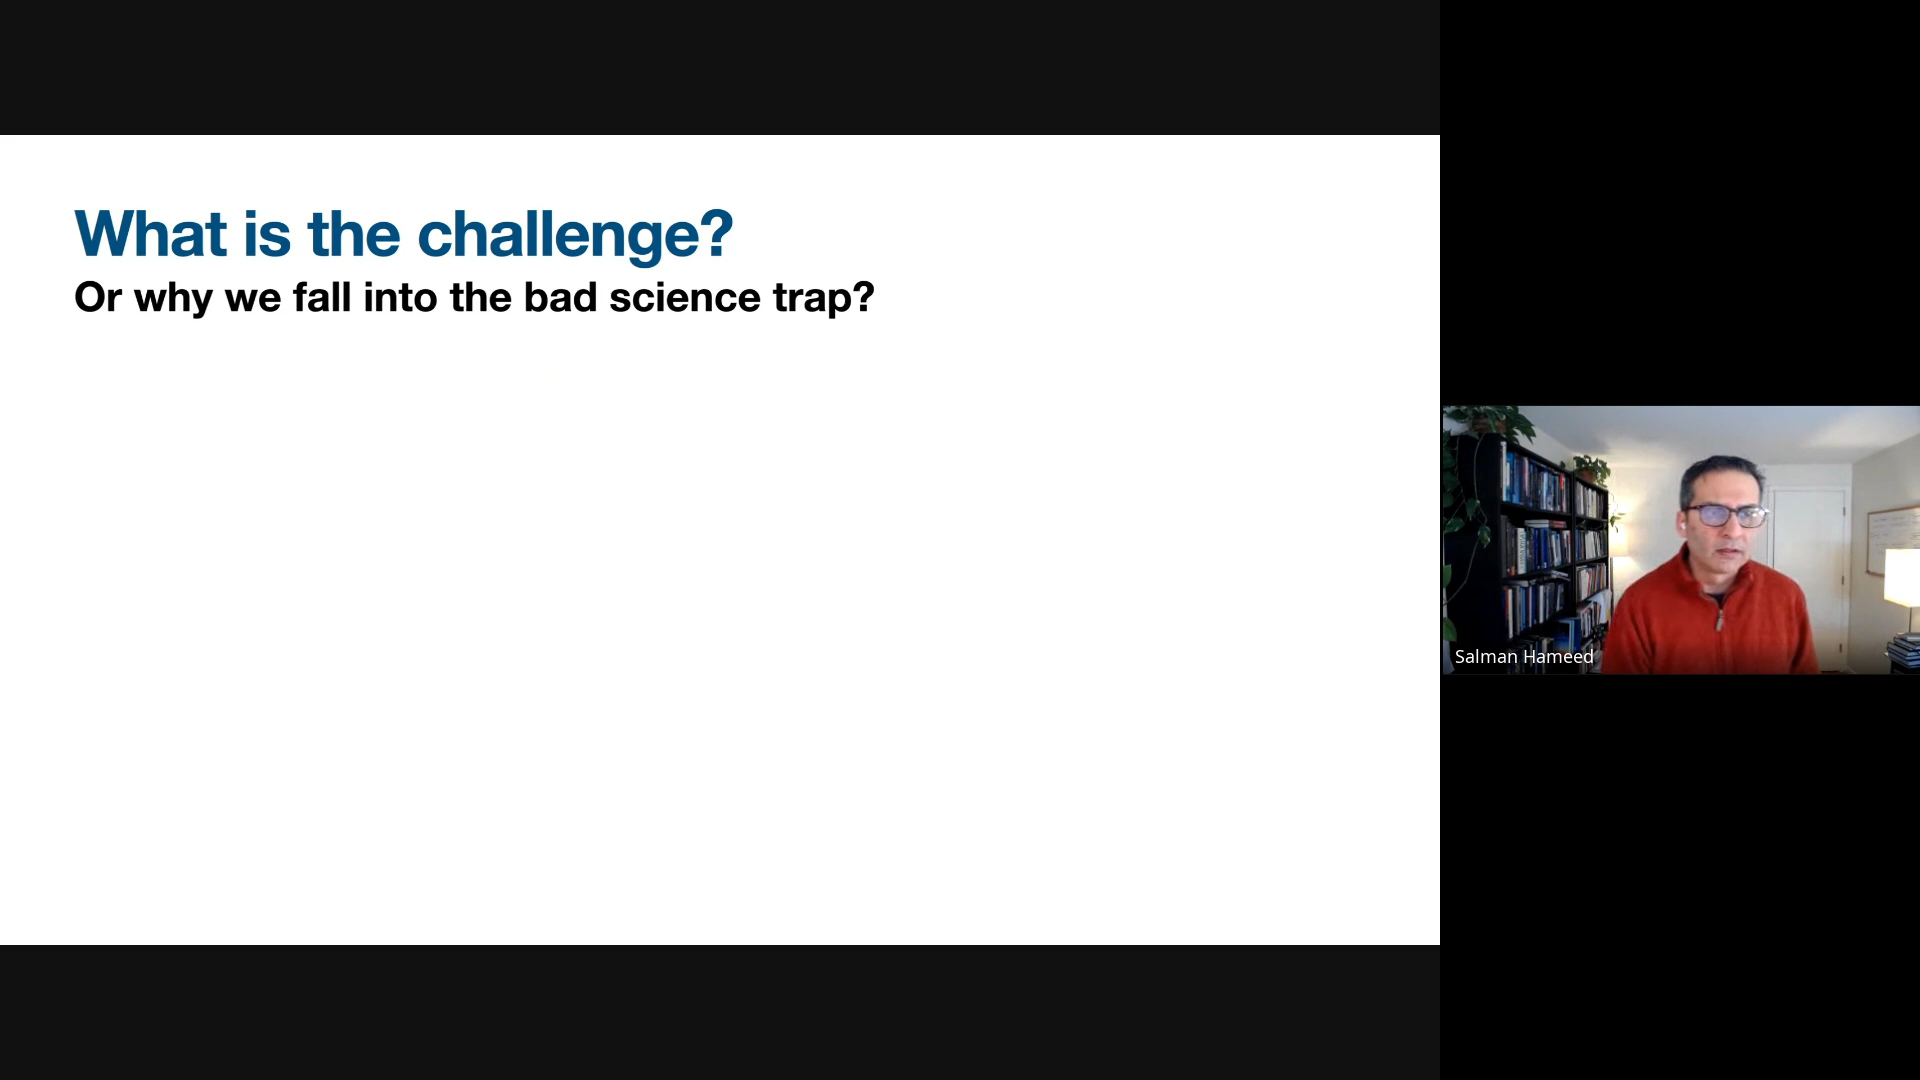 What is the challenge?
Or why we fall into the bad science trap?
Salman Hameed